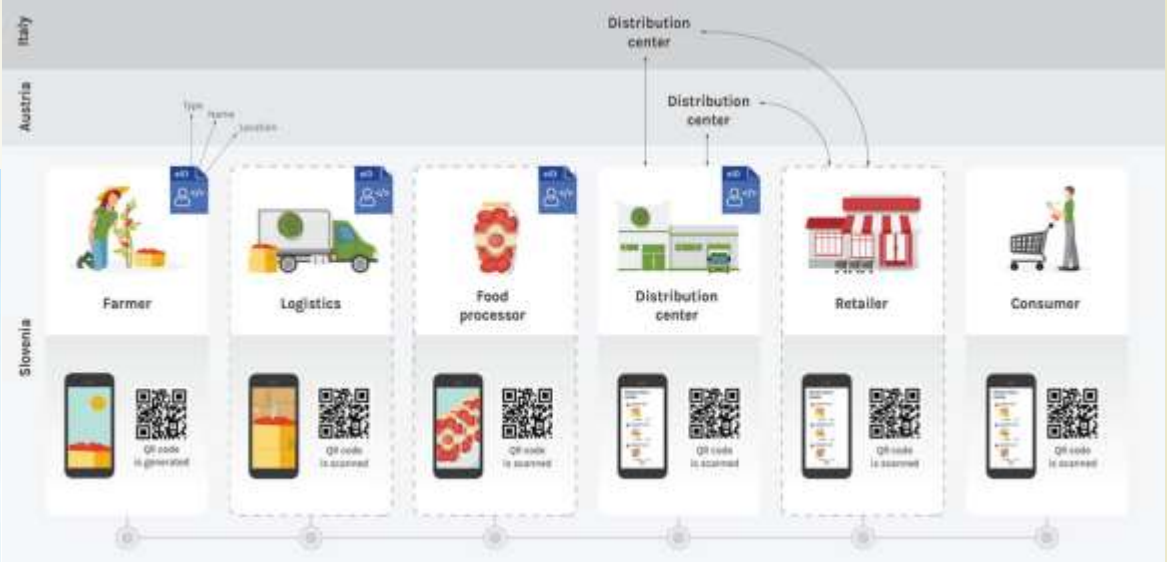 Italy
Distribution
center
Austria
Distribution
center
Type
Name
Location
Slovenia
eID
</>
eID
</>
eID
</>
eID
</>
Farmer
Logistics
Food
processor
Distribution
center
Retailer
Consumer
QR code
is generated
QR code
is scanned
QR code
is scanned
QR code
is scanned
QR code
is scanned
QR code
is scanned